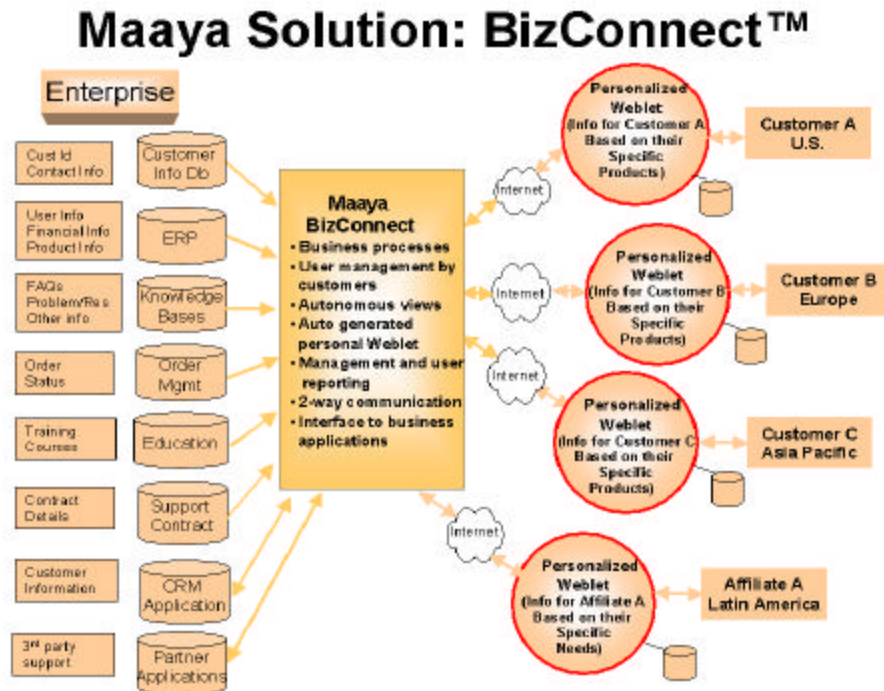 Maaya Solution: BizConnect™
Enterprise
Cust Id
Contact Info
Customer
Info Db
User Info
Financial Info
Product Info
ERP
FAQs
Problem/Res
Other info
Knowledge
Bases
Order
Status
Order
Mgmt
Training
Courses
Education
Contract
Details
Support
Contract
Customer
Information
CRM
Application
3rd party
support
Partner
Applications
Maaya
BizConnect
• Business processes
• User management by
customers
• Autonomous views
• Auto generated
personal Weblet
• Management and user
reporting
• 2-way communication
• Interface to business
applications
Internet
Personalized
Weblet
(Info for Customer A
Based on their
Specific
Products)
Customer A
U.S.
Internet
Personalized
Weblet
(Info for Customer B
Based on their
Specific
Products)
Customer B
Europe
Internet
Personalized
Weblet
(Info for Customer C
Based on their
Specific
Products)
Customer C
Asia Pacific
Internet
Personalized
Weblet
(Info for Affiliate A
Based on their
Specific
Needs)
Affiliate A
Latin America